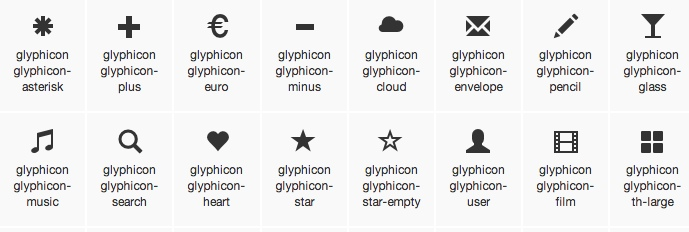 glyphicon
glyphicon-
asterisk
glyphicon
glyphicon-
plus
glyphicon
glyphicon-
euro
glyphicon
glyphicon-
minus
glyphicon
glyphicon-
cloud
glyphicon
glyphicon-
envelope
glyphicon
glyphicon-
pencil
glyphicon
glyphicon-
glass
glyphicon
glyphicon-
music
glyphicon
glyphicon-
search
glyphicon
glyphicon-
heart
glyphicon
glyphicon-
star
glyphicon
glyphicon-
star-empty
glyphicon
glyphicon-
user
glyphicon
glyphicon-
film
glyphicon
glyphicon-
th-large